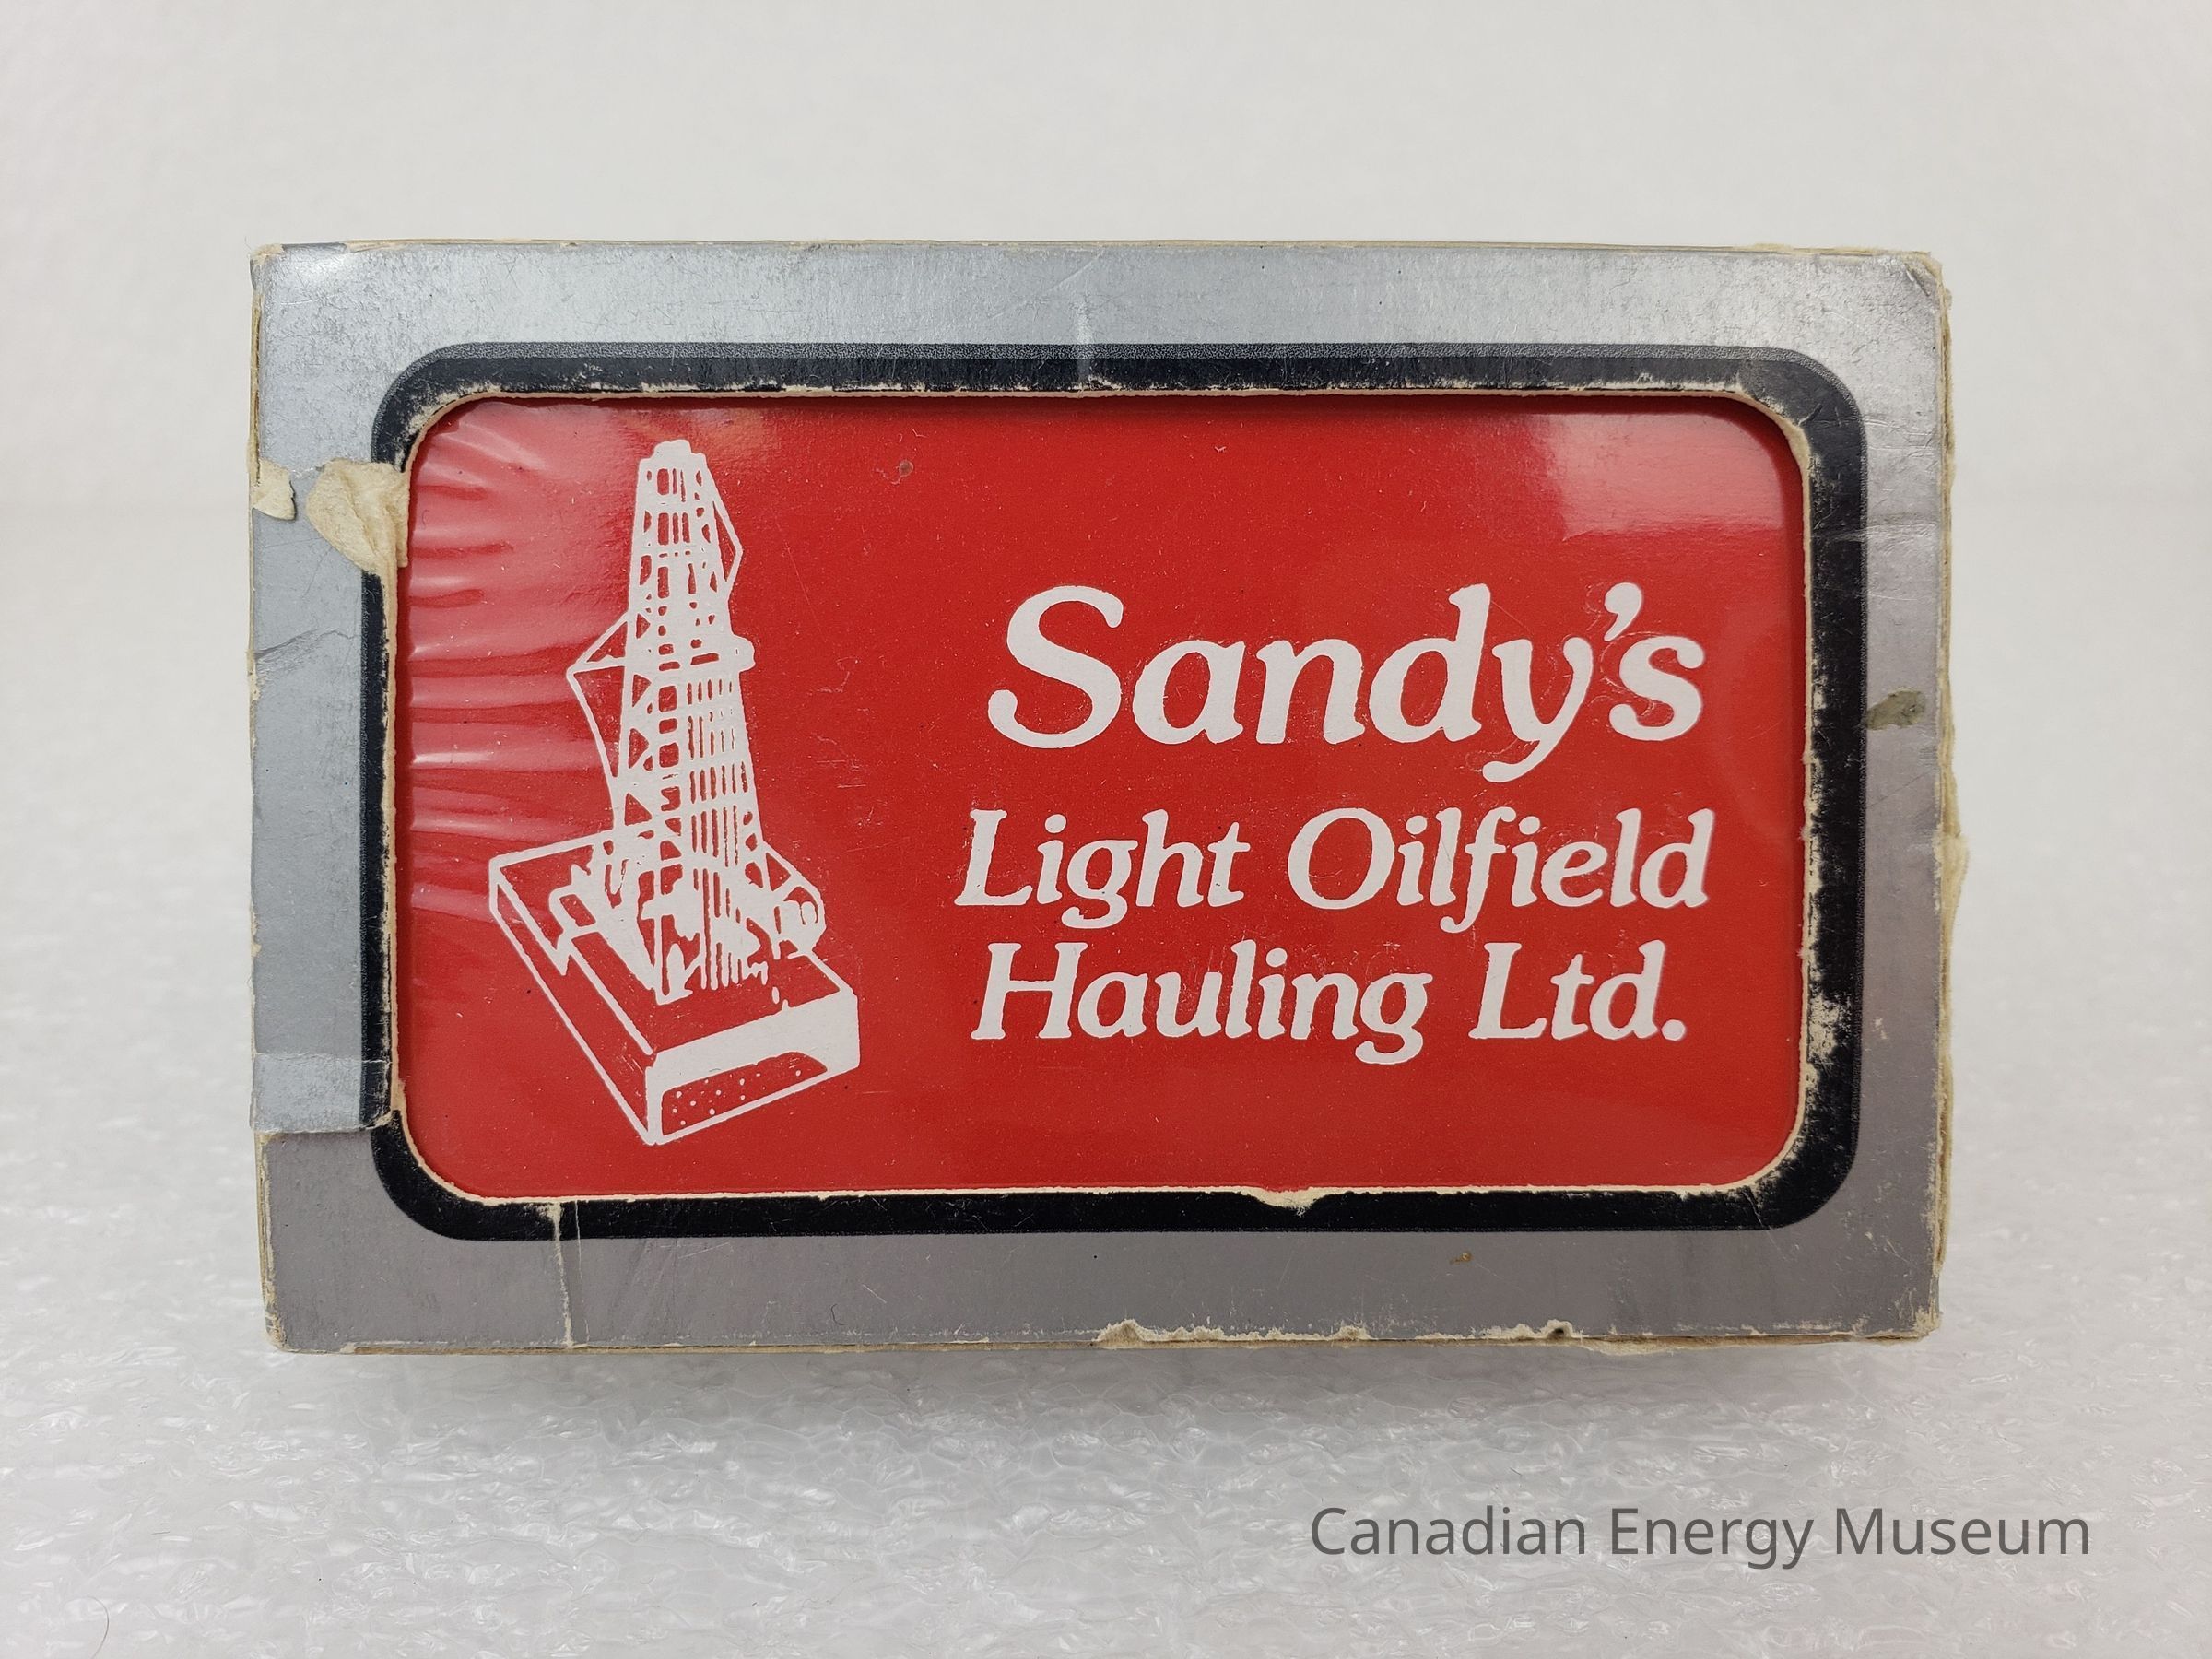 Sandy's
Light Oilfield
Hauling Ltd.
Canadian Energy Museum